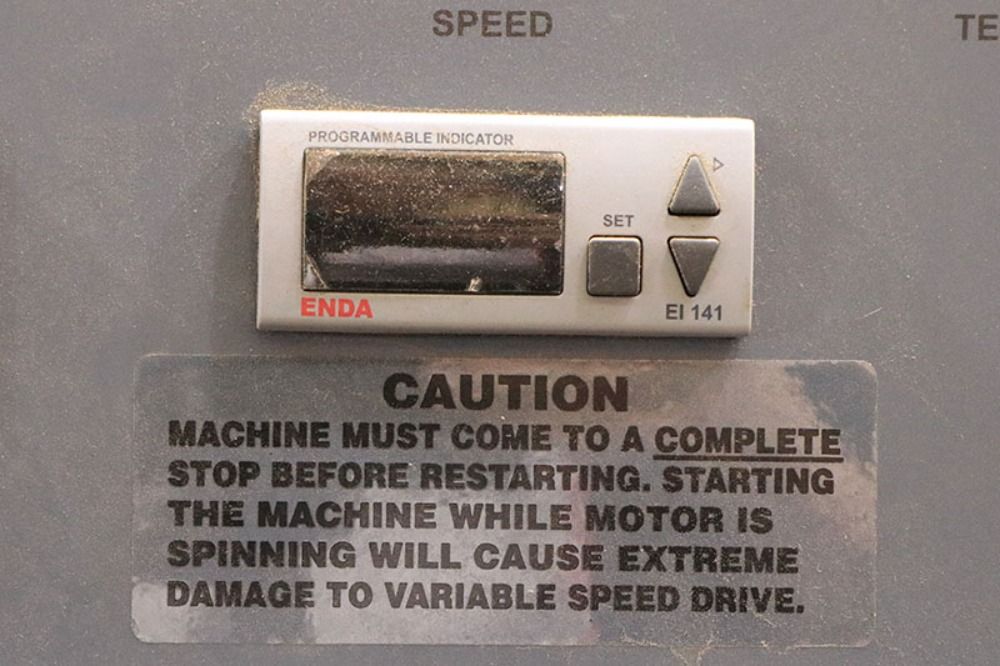 SPEED
TE
PROGRAMMABLE INDICATOR
SET
ENDA
EI 141
CAUTION
MACHINE MUST COME TO A COMPLETE
STOP BEFORE RESTARTING. STARTING
THE MACHINE WHILE MOTOR IS
SPINNING WILL CAUSE EXTREME
DAMAGE TO VARIABLE SPEED DRIVE.